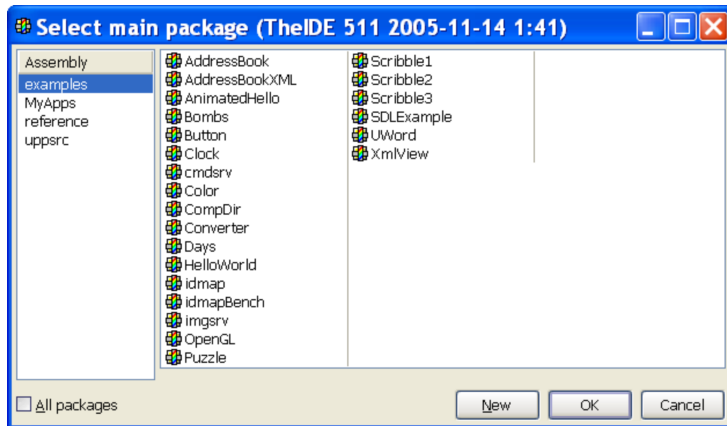 Select main package (TheIDE 511 2005-11-14 1:41)
Assembly
examples
MyApps
reference
uppsrc
AddressBook
AddressBookXML
AnimatedHello
Bombs
Button
Clock
cmdsrv
Color
CompDir
Converter
Days
HelloWorld
idmap
idmapBench
imgsrv
OpenGL
Puzzle
Scribble1
Scribble2
Scribble3
SDLExample
UWord
XmlView
All packages
New
OK
Cancel